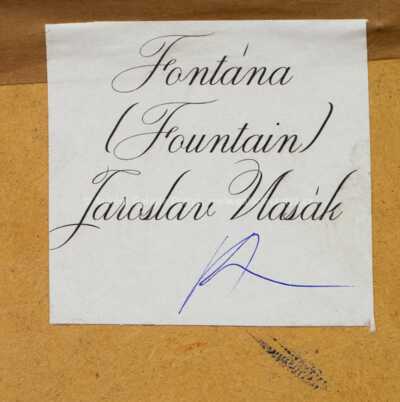 Fontána
(Fountain)
Jaroslav Vlasák